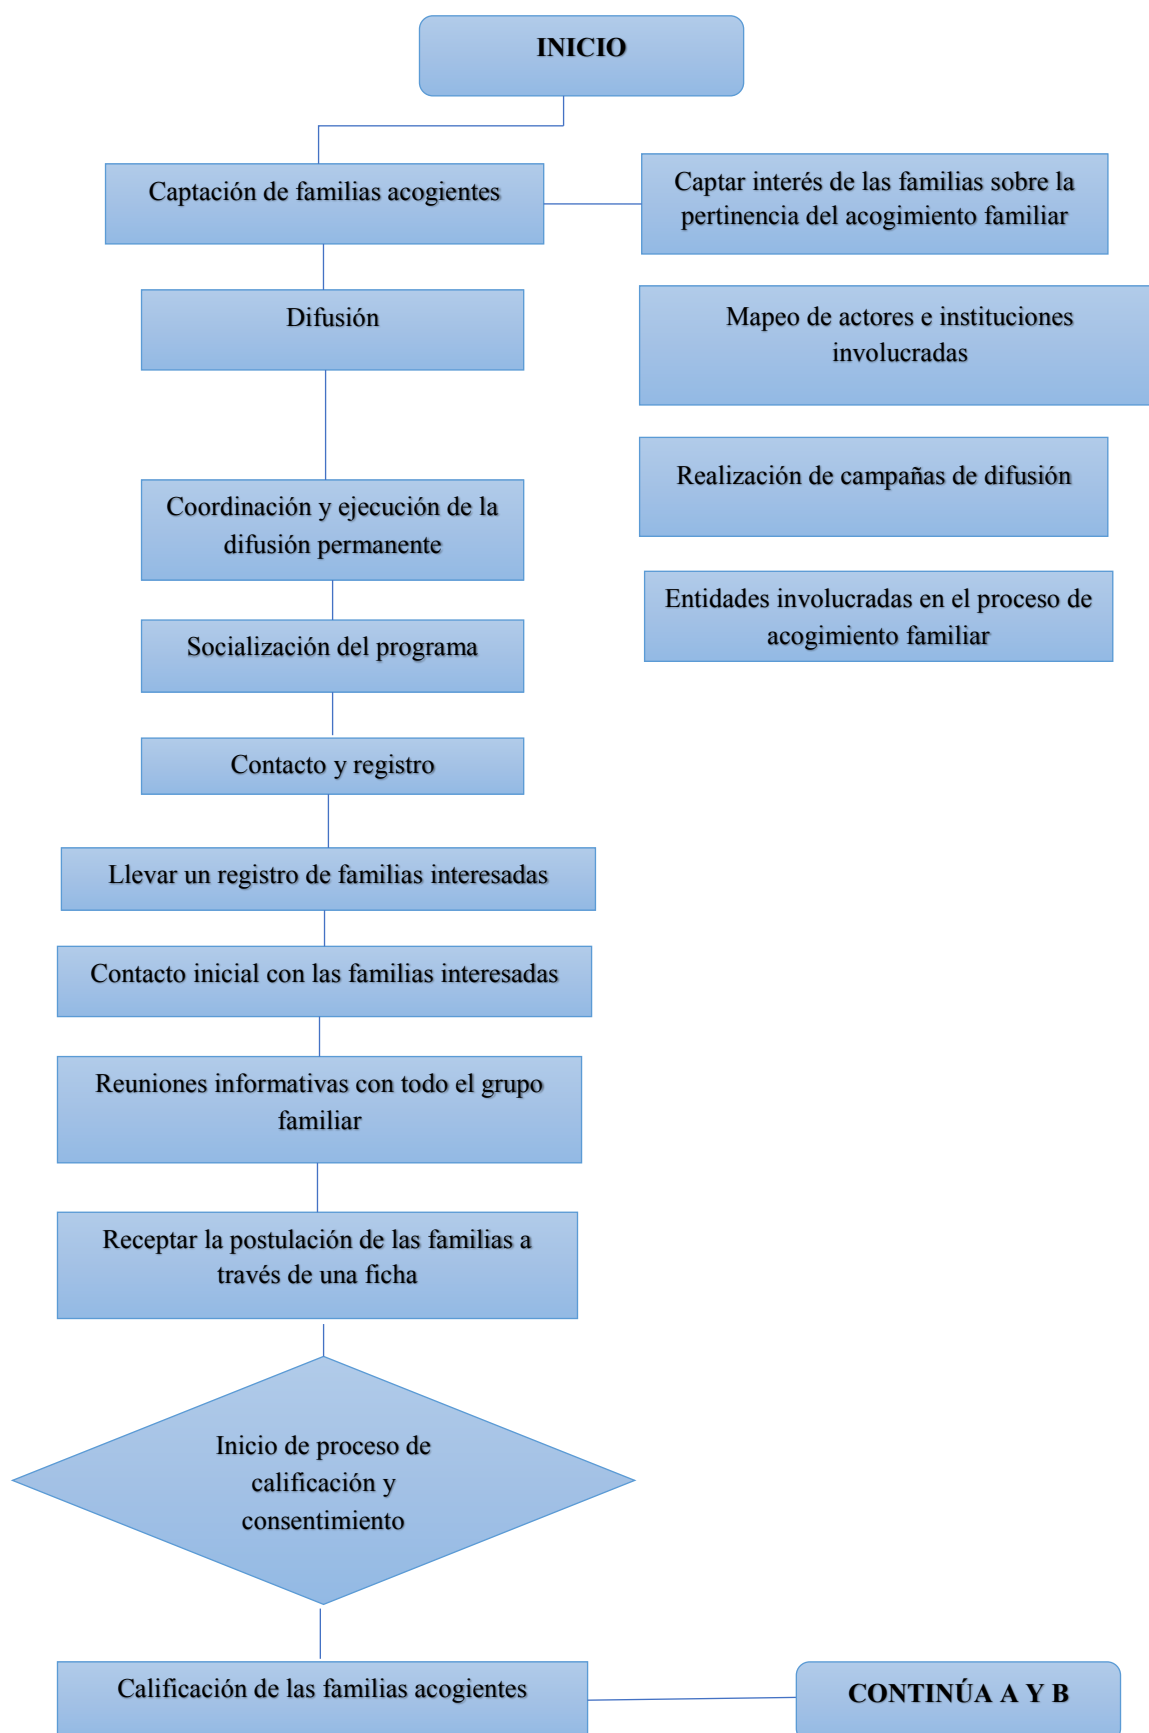 INICIO
Captación de familias acogientes
Captar interés de las familias sobre la
pertinencia del acogimiento familiar
Difusión
Mapeo de actores e instituciones
involucradas
Realización de campañas de difusión
Coordinación y ejecución de la
difusión permanente
Entidades involucradas en el proceso de
acogimiento familiar
Socialización del programa
Contacto y registro
Llevar un registro de familias interesadas
Contacto inicial con las familias interesadas
Reuniones informativas con todo el grupo
familiar
Receptar la postulación de las familias a
través de una ficha
Inicio de proceso de
calificación y
consentimiento
Calificación de las familias acogientes
CONTINÚA A Y B